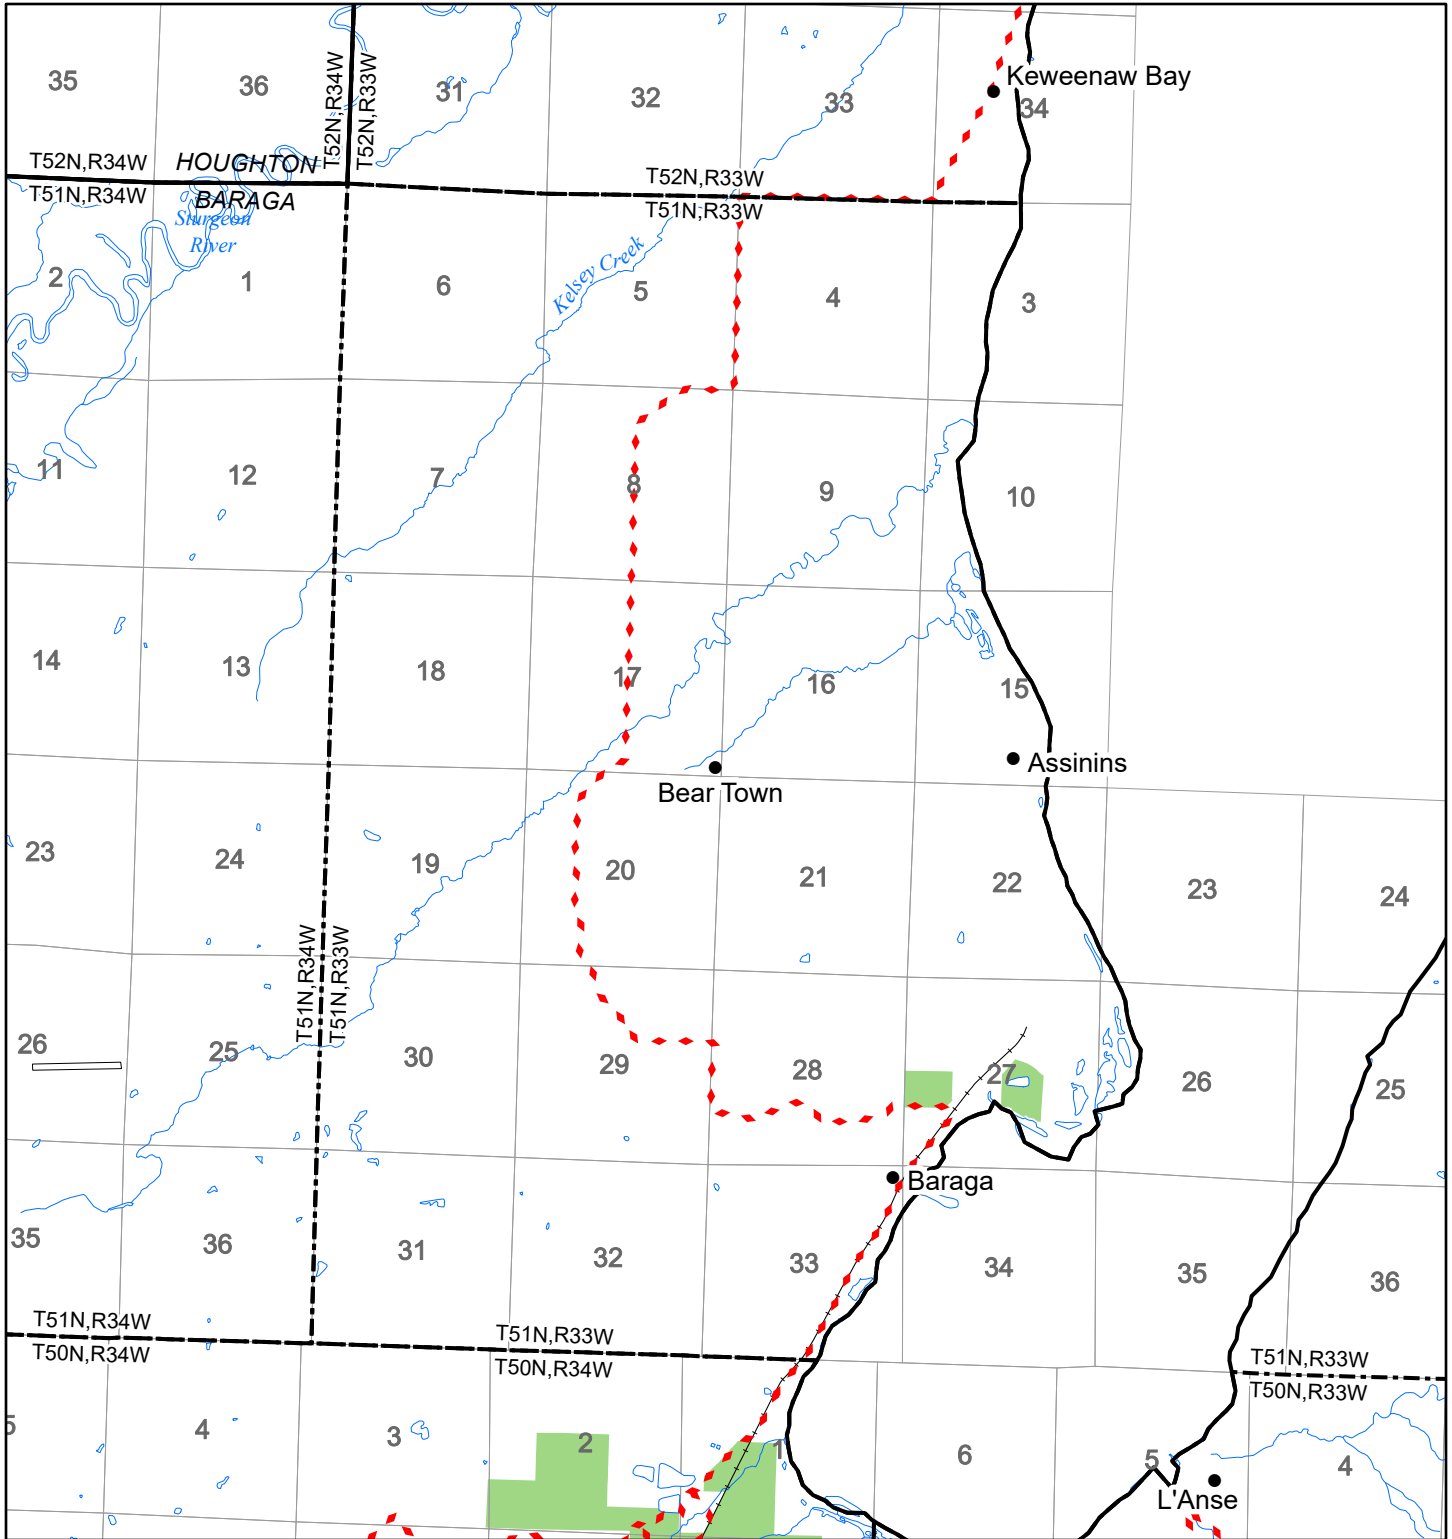 Keweenaw Bay
35
36
31
32
33
34
T52N,R34W
T52N,R33W
T52N,R34W
HOUGHTON
T52N,R33W
T51N,R34W
BARAGA
T51N,R33W
Sturgeon
River
Kelsey Creek
2
1
6
5
4
3
11
12
7
8
9
10
14
13
18
17
16
15
Bear Town
Assinins
23
24
19
20
21
22
23
24
T51N,R34W
T51N,R33W
26
25
30
29
28
27
26
25
Baraga
35
36
31
32
33
34
35
36
T51N,R34W
T50N,R34W
T51N,R33W
T50N,R34W
T51N,R33W
T50N,R33W
5
4
3
2
1
6
5
4
L'Anse